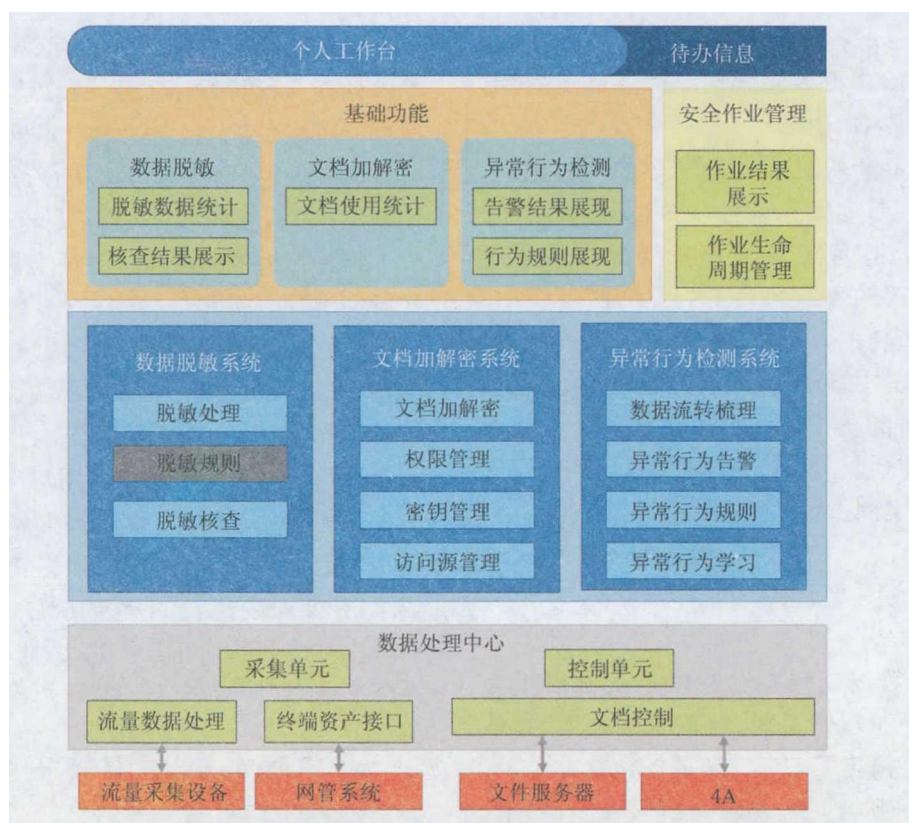 个人工作台
待办信息
基础功能
安全作业管理
数据脱敏
文档加解密
异常行为检测
脱敏数据统计
文档使用统计
告警结果展现
核查结果展示
行为规则展现
作业结果
展示
作业生命
周期管理
数据脱敏系统
文档加解密系统
异常行为检测系统
脱敏处理
文档加解密
数据流转梳理
脱敏规则
权限管理
异常行为告警
脱敏核查
密钥管理
异常行为规则
访问源管理
异常行为学习
数据处理中心
采集单元
控制单元
流量数据处理
终端资产接口
文档控制
流量采集设备
网管系统
文件服务器
4A